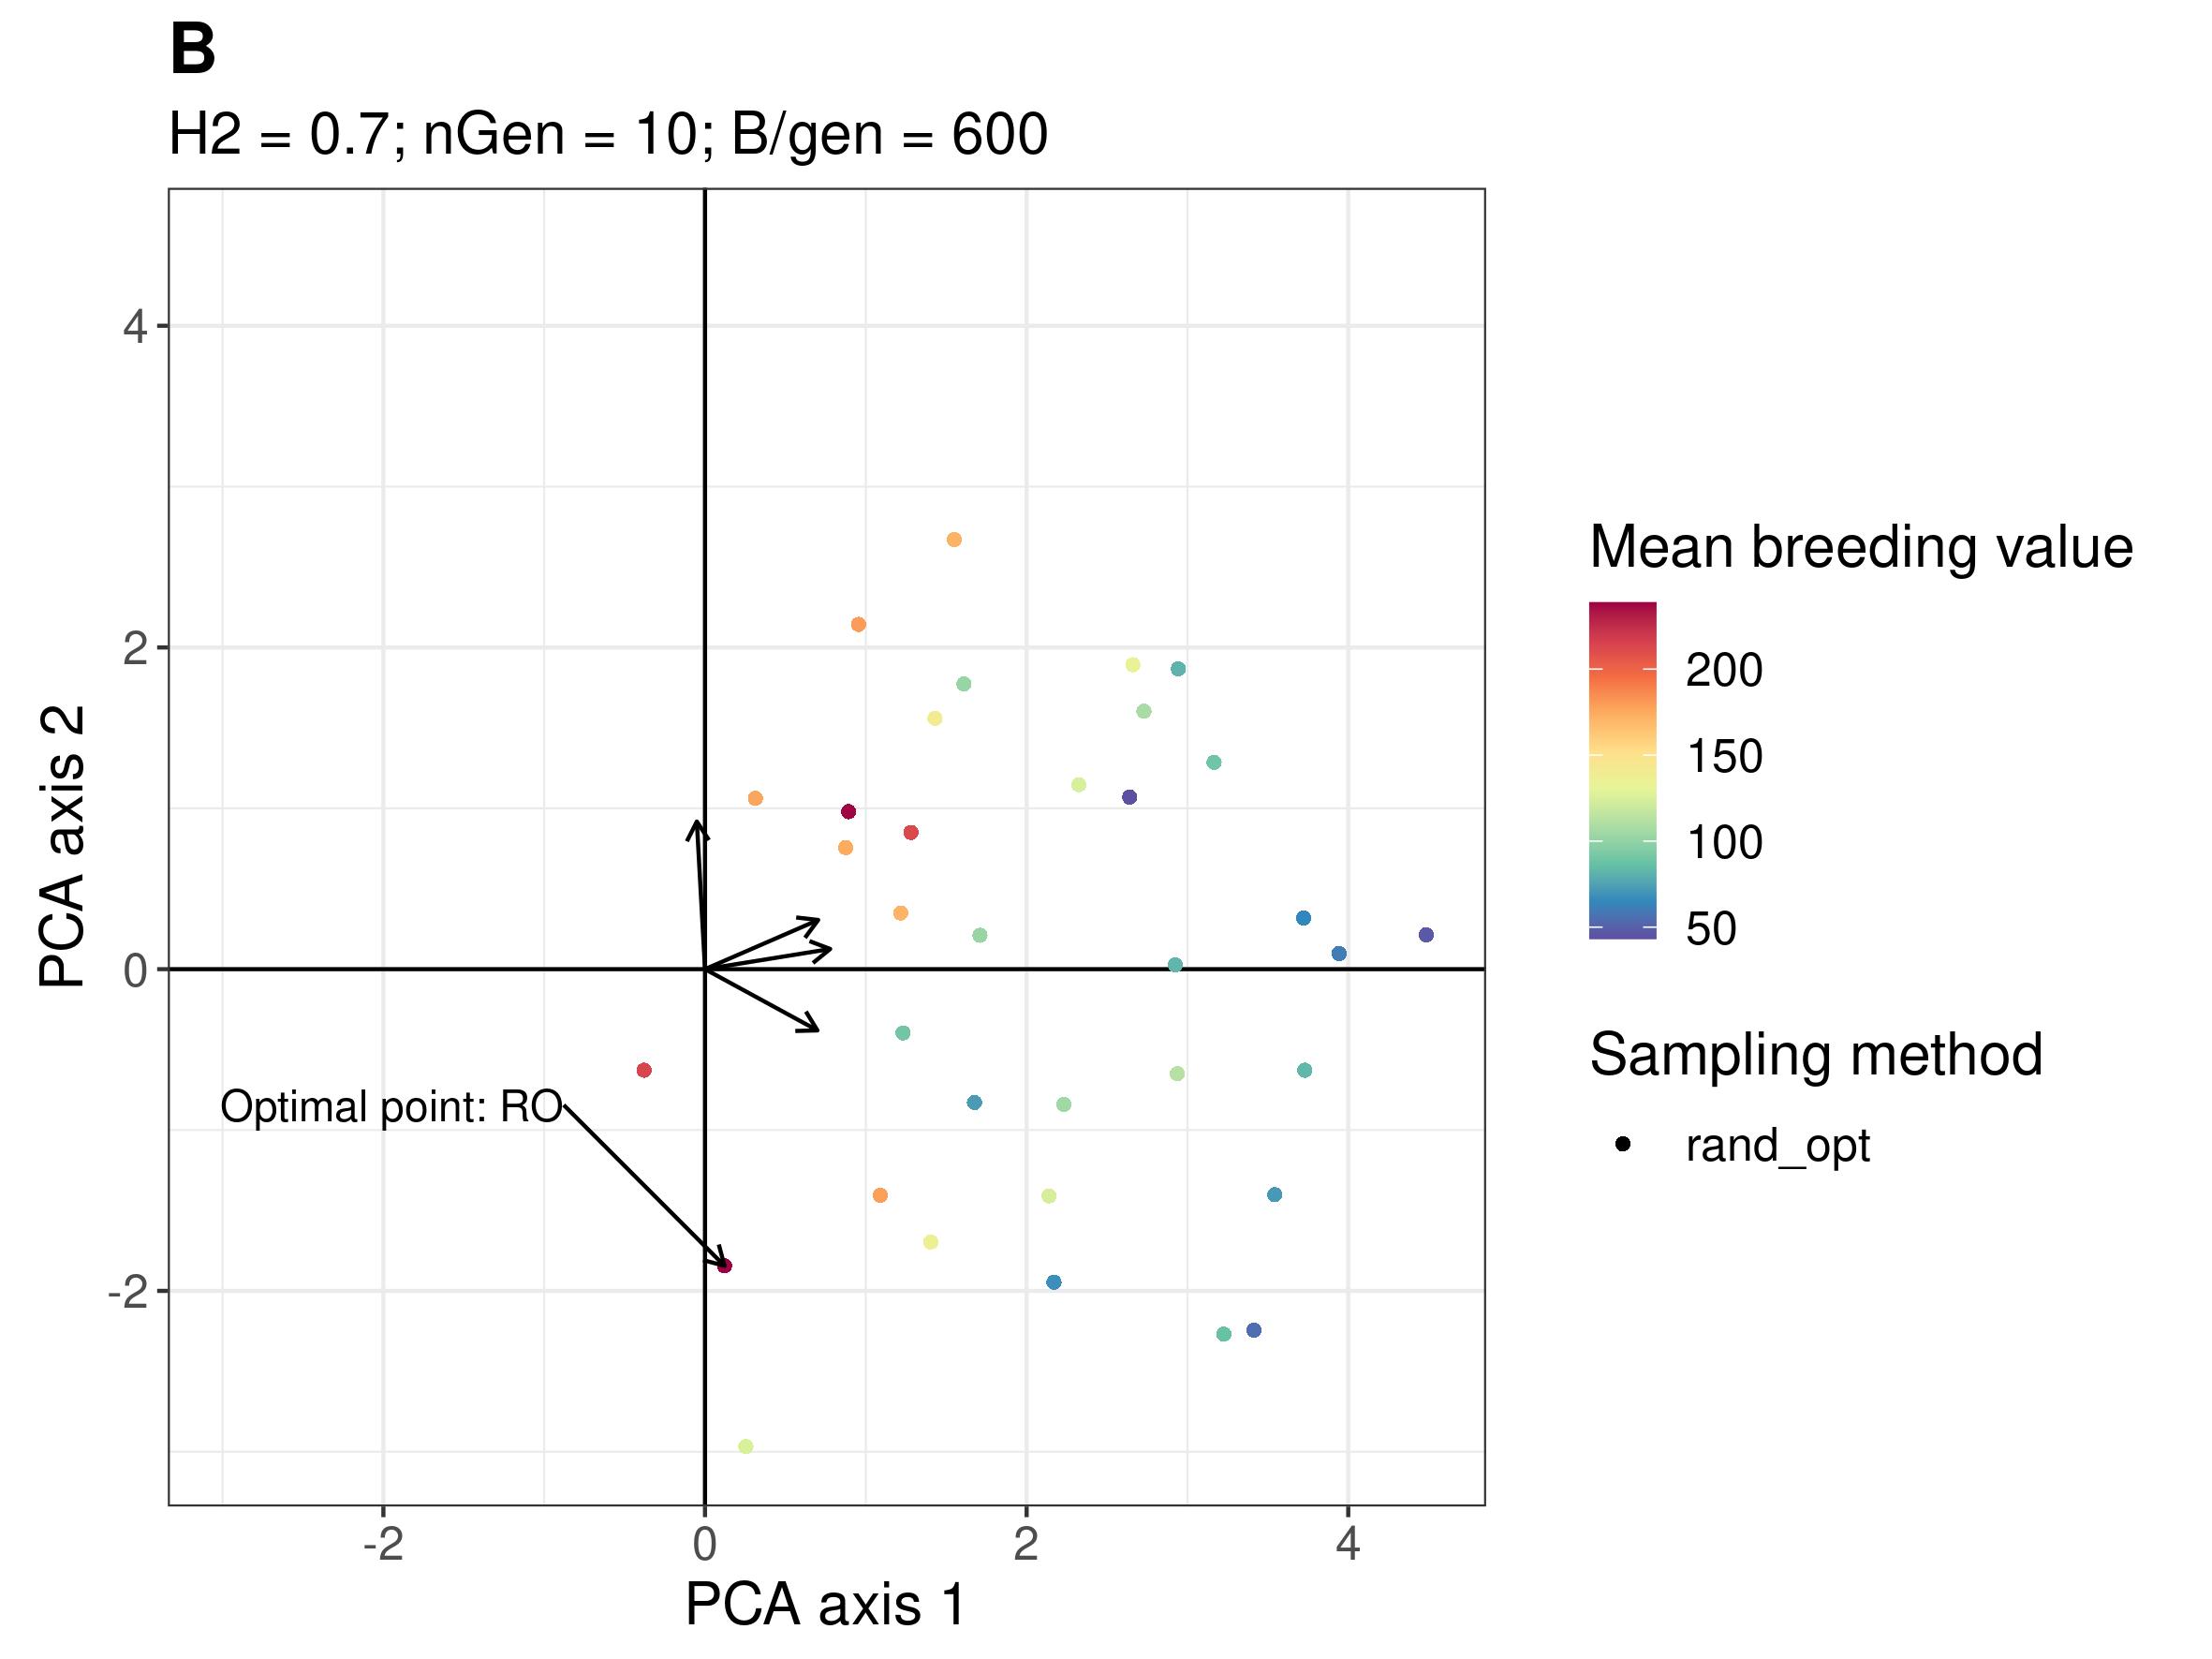 B
H2 = 0.7; nGen = 10; B/gen = 600
4
2
0
-2
PCA axis 2
Optimal point: RO
-2
0
2
4
PCA axis 1
Mean breeding value
200
150
100
50
Sampling method
rand_opt